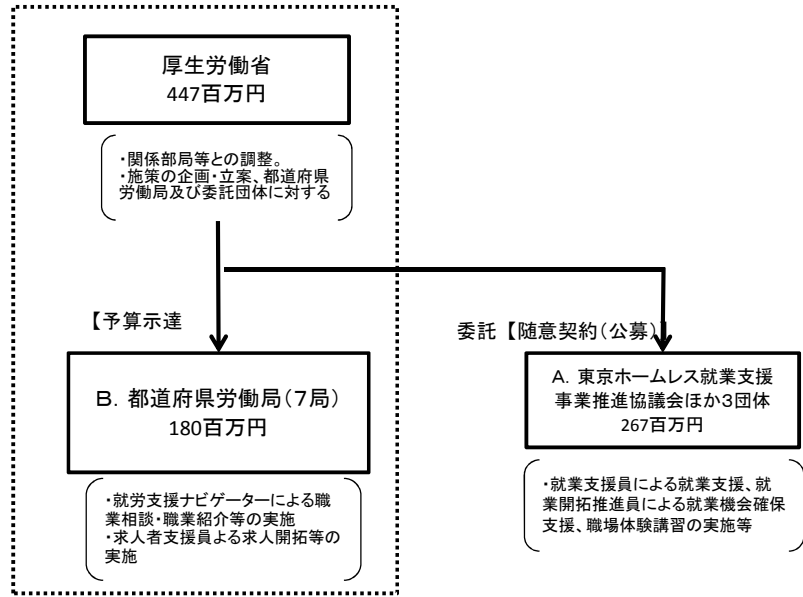 厚生労働省
447百万円
・関係部局等との調整。
・施策の企画・立案、都道府県
労働局及び委託団体に対する
【予算示達
委託 【随意契約(公募)
B．都道府県労働局(7局)
180百万円
A．東京ホームレス就業支援
事業推進協議会ほか3団体
267百万円
・就労支援ナビゲーターによる職
業相談・職業紹介等の実施
・求人者支援員よる求人開拓等の
実施
・就業支援員による就業支援、就
業開拓推進員による就業機会確保
支援、職場体験講習の実施等